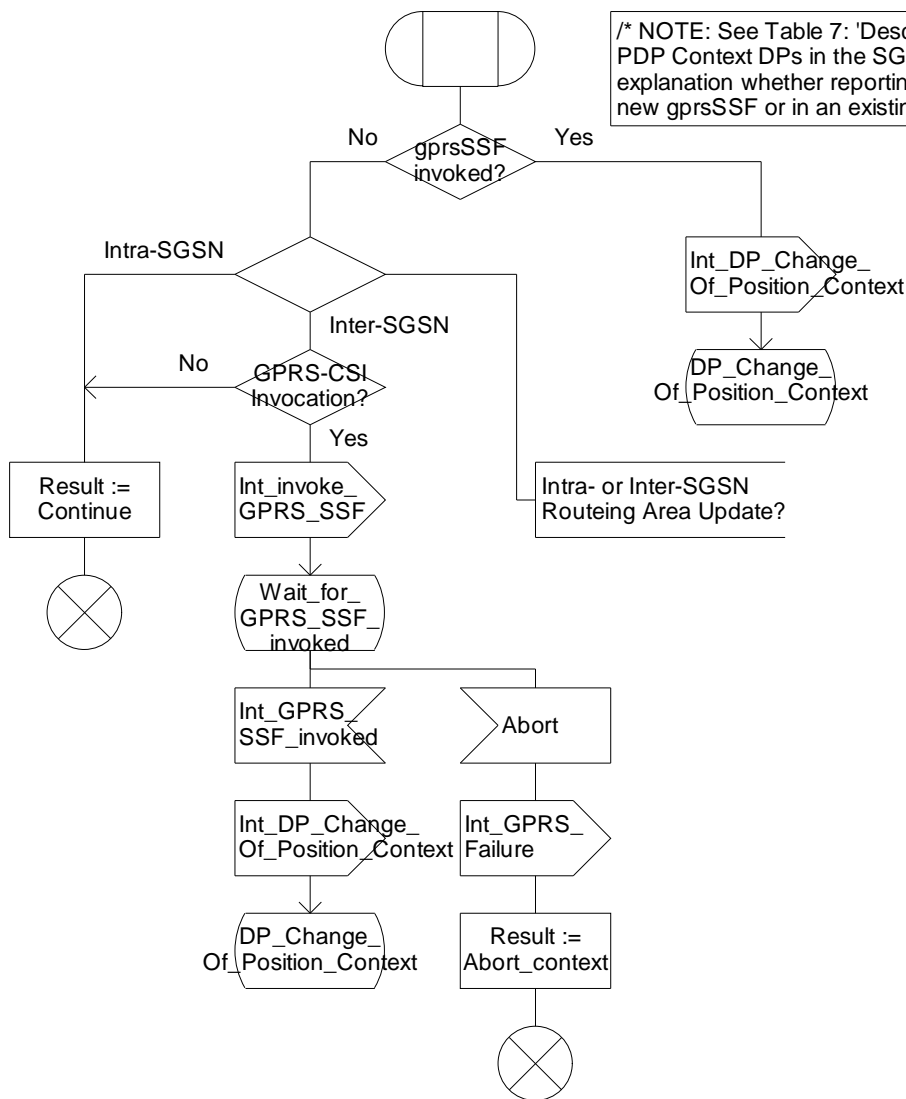 /* NOTE: See Table 7: 'Desc
PDP Context DPs in the SG
explanation whether reportin
new gprsSSF or in an existin
No
gprsSSF
invoked?
Yes
Intra-SGSN
Inter-SGSN
Int_DP_Change_
Of_Position_Context
No
GPRS-CSI
Invocation?
Yes
DP_Change_
Of_Position_Context
Result :=
Continue
Int_invoke_
GPRS_SSF
Intra- or Inter-SGSN
Routeing Area Update?
Wait_for_
GPRS_SSF_
invoked
Int_GPRS_
SSF_invoked
Abort
Int_DP_Change_
Of_Position_Context
Int_GPRS_
Failure
DP_Change_
Of_Position_Context
Result :=
Abort_context